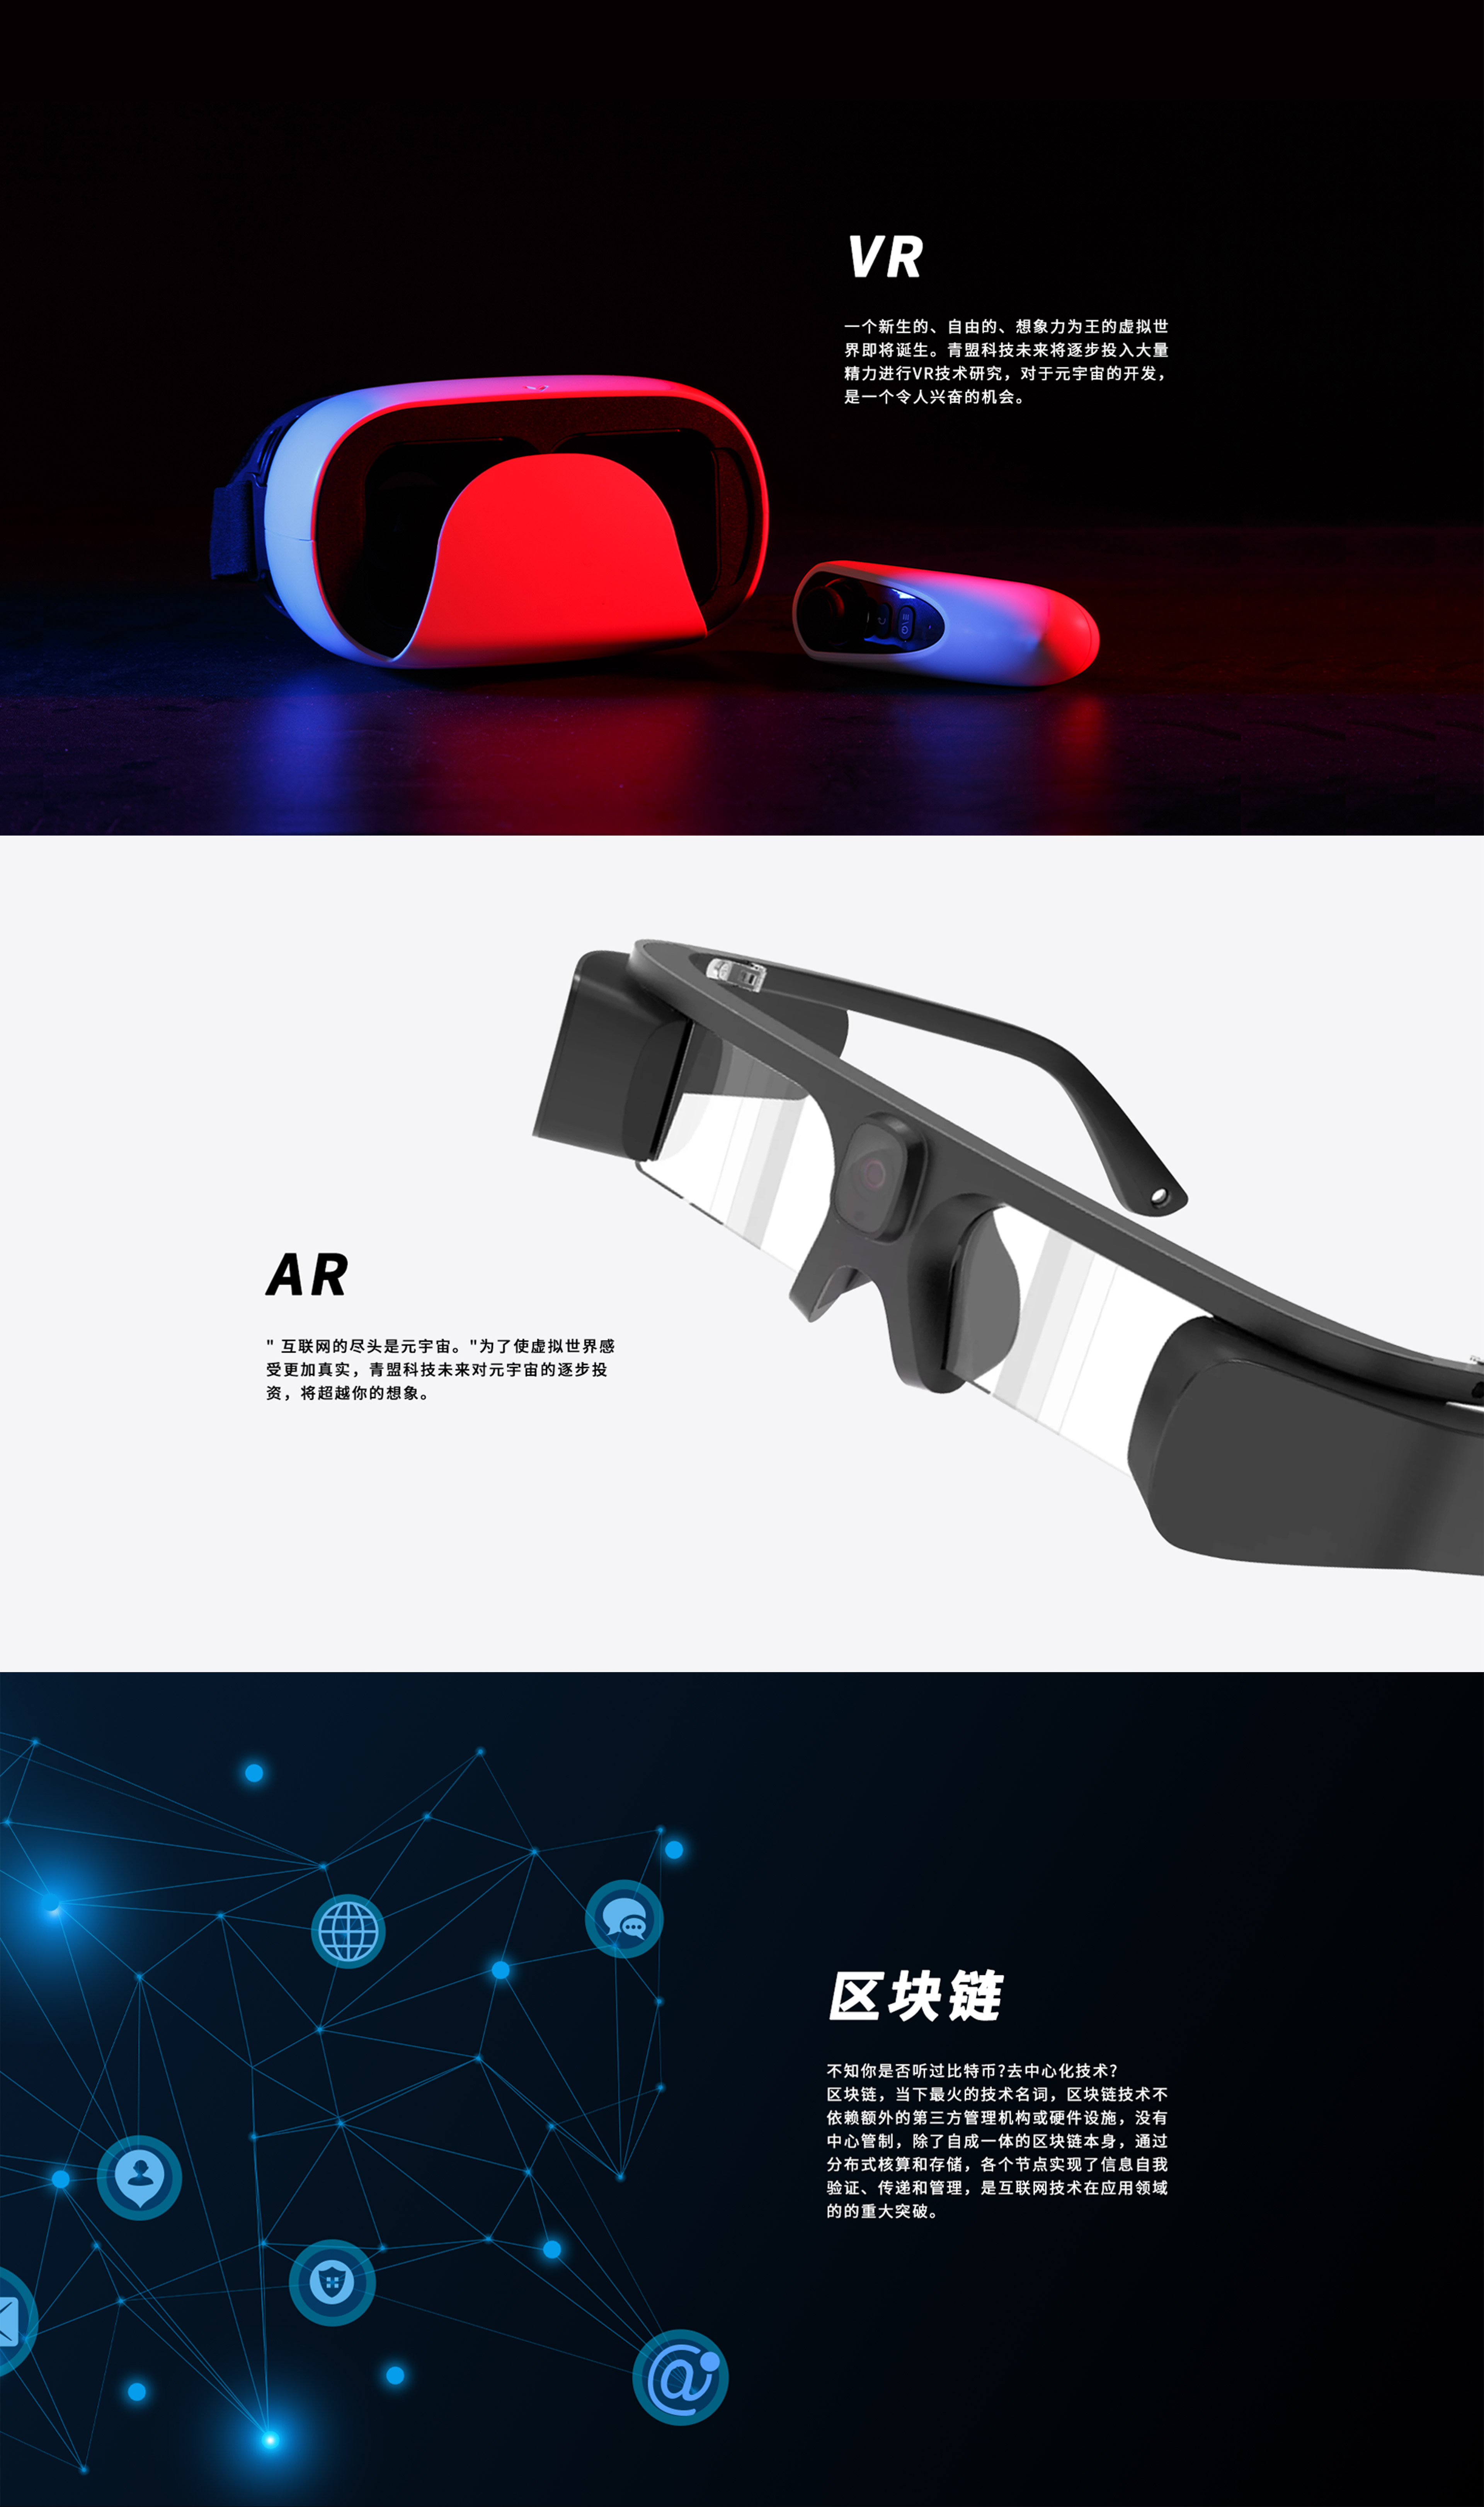 VR
一个新生的、自由的、想象力为王的虚拟世
界即将诞生。青盟科技未来将逐步投入大量
精力进行VR技术研究，对于元宇宙的开发，
是一个令人兴奋的机会。
AR
" 互联网的尽头是元宇宙。"为了使虚拟世界感
受更加真实，青盟科技未来对元宇宙的逐步投
资，将超越你的想象。
区块链
不知你是否听过比特币?去中心化技术?
区块链，当下最火的技术名词，区块链技术不
依赖额外的第三方管理机构或硬件设施，没有
中心管制，除了自成一体的区块链本身，通过
分布式核算和存储，各个节点实现了信息自我
验证、传递和管理，是互联网技术在应用领域
的的重大突破。